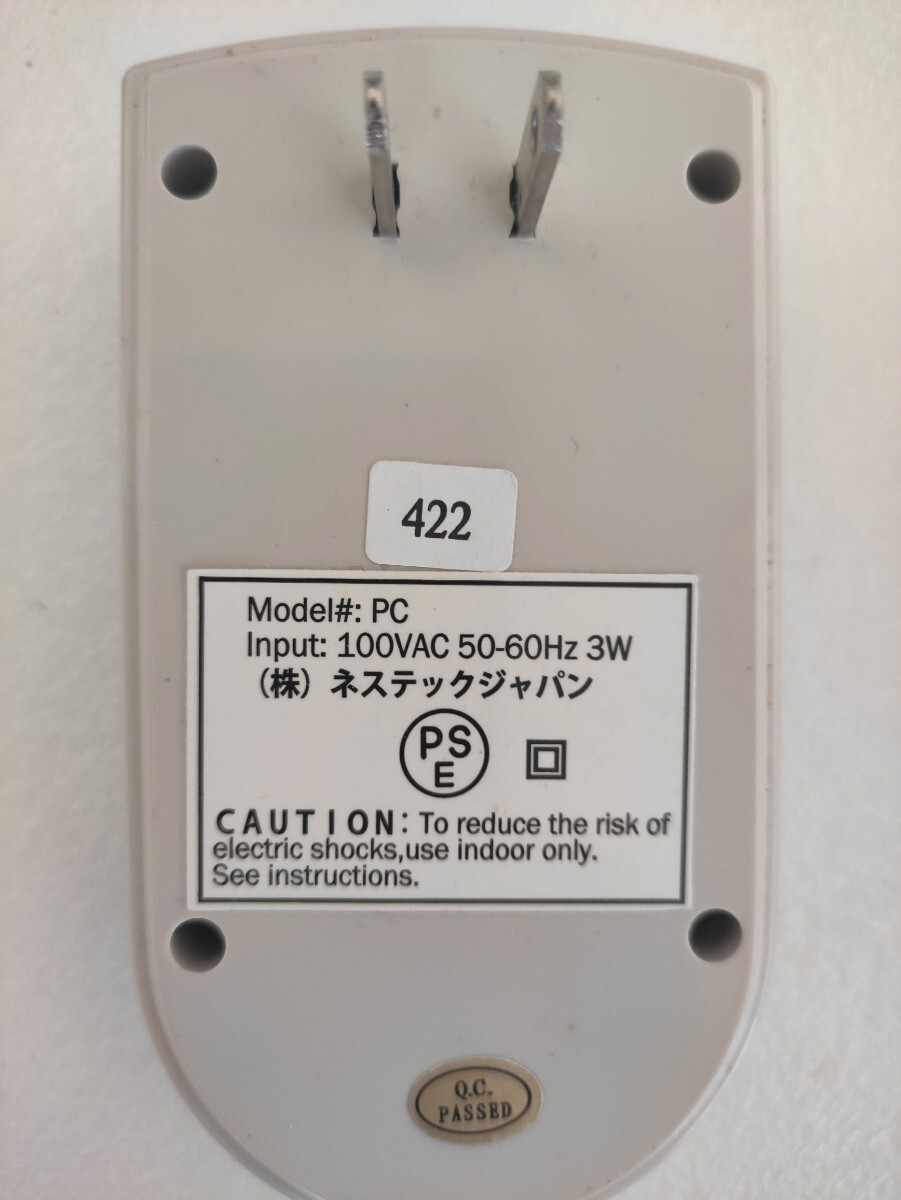 422
Model#: PC
Input: 100VAC 50-60Hz 3W
（株）ネステックジャパン
PS
E
CAUTION: To reduce the risk of
electric shocks,use indoor only.
See instructions.
Q.C.
PASSED